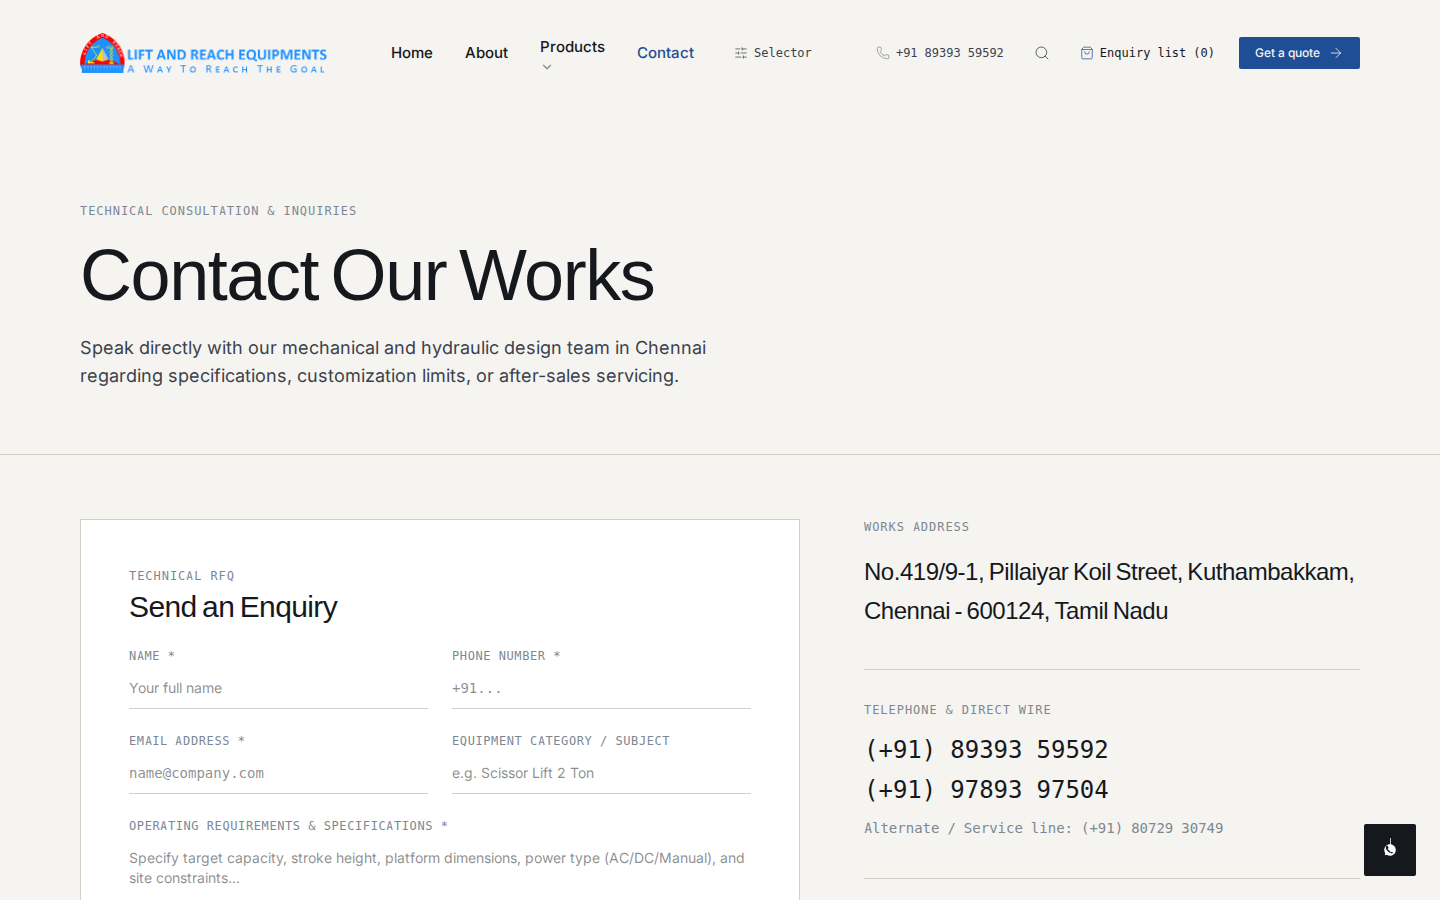 LIFT AND REACH EQUIPMENTS
A WAY TO REACH THE GOAL
Home
About
Products
Contact
Selector
+91 89393 59592
Enquiry list (0)
Get a quote
TECHNICAL CONSULTATION & INQUIRIES
Contact Our Works
Speak directly with our mechanical and hydraulic design team in Chennai
regarding specifications, customization limits, or after-sales servicing.
TECHNICAL RFQ
Send an Enquiry
NAME *
PHONE NUMBER *
Your full name
+91...
EMAIL ADDRESS *
EQUIPMENT CATEGORY / SUBJECT
name@company.com
e.g. Scissor Lift 2 Ton
OPERATING REQUIREMENTS & SPECIFICATIONS *
Specify target capacity, stroke height, platform dimensions, power type (AC/DC/Manual), and
site constraints...
WORKS ADDRESS
No.419/9-1, Pillaiyar Koil Street, Kuthambakkam,
Chennai - 600124, Tamil Nadu
TELEPHONE & DIRECT WIRE
(+91) 89393 59592
(+91) 97893 97504
Alternate / Service line: (+91) 80729 30749